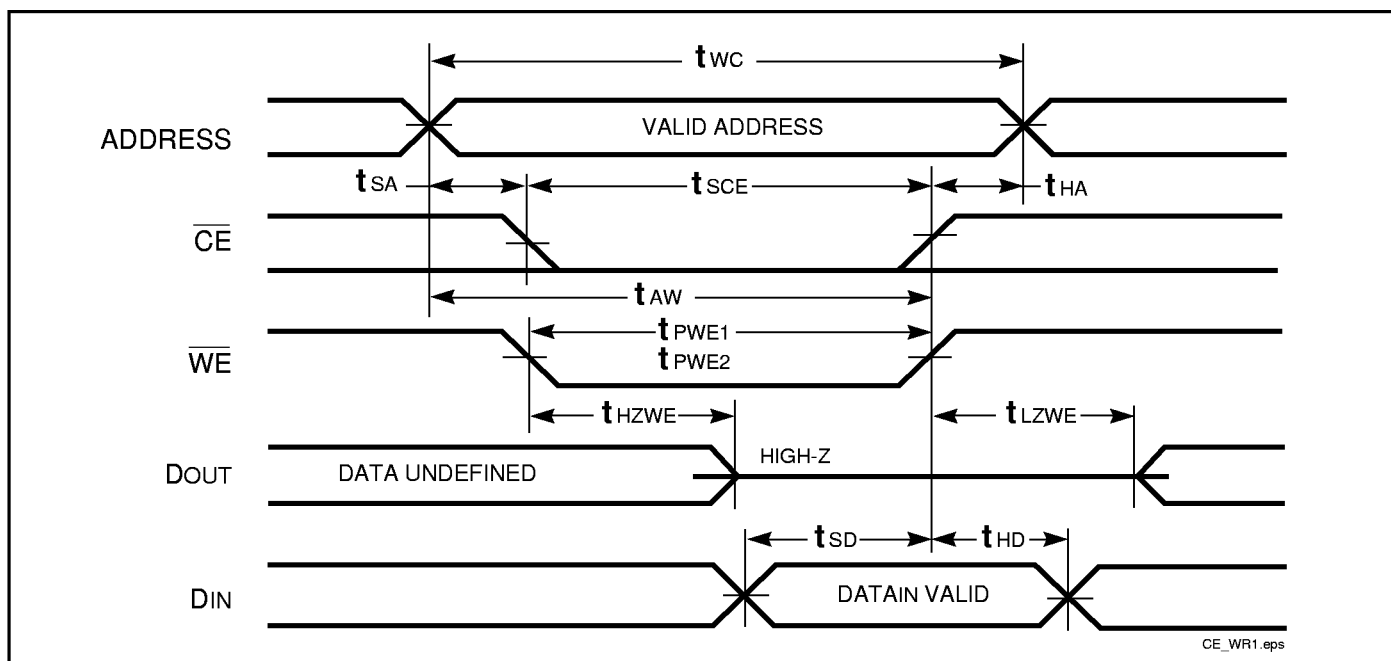 tWC
ADDRESS
VALID ADDRESS
tSA
tSCE
tHA
CE
tAW
tPWE1
WE
tPWE2
tHZWE
tLZWE
HIGH-Z
DOUT
DATA UNDEFINED
tSD
tHD
DIN
DATAIN VALID
CE_WR1.eps